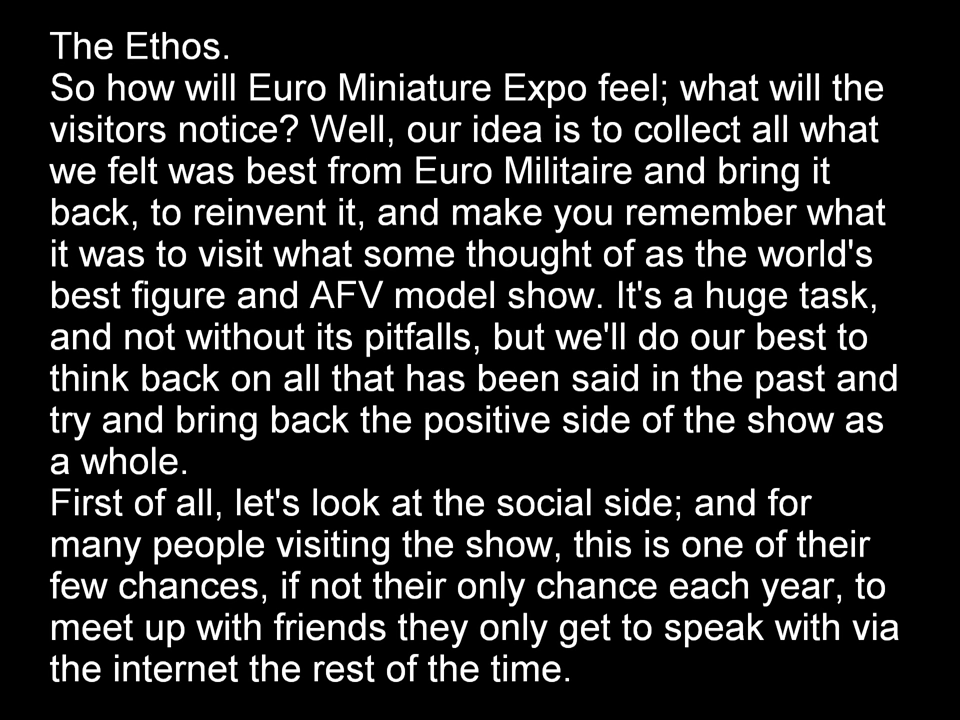 The Ethos.
So how will Euro Miniature Expo feel; what will the
visitors notice? Well, our idea is to collect all what
we felt was best from Euro Militaire and bring it
back, to reinvent it, and make you remember what
it was to visit what some thought of as the world's
best figure and AFV model show. It's a huge task,
and not without its pitfalls, but we'll do our best to
think back on all that has been said in the past and
try and bring back the positive side of the show as
a whole.
First of all, let's look at the social side; and for
many people visiting the show, this is one of their
few chances, if not their only chance each year, to
meet up with friends they only get to speak with via
the internet the rest of the time.